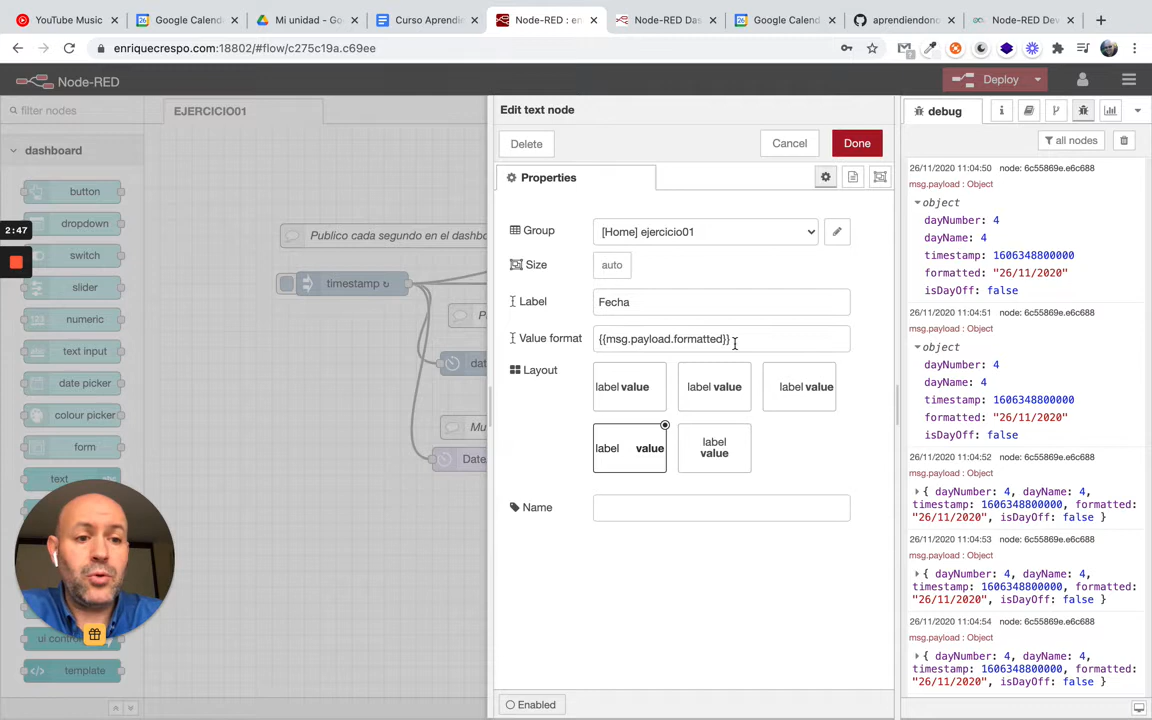 YouTube Music
Google Calend
Mi unidad - Go
Curso Aprendie
Node-RED : en
Node-RED Das
Google Calend
aprendiendono
Node-RED Dev
enriquecrespo.com:18802/#flow/c275c19a.c69ee
Node-RED
Deploy
filter nodes
EJERCICIO01
Edit text node
debug
all nodes
dashboard
Delete
Cancel
Done
Properties
button
dropdown
switch
slider
numeric
text input
date picker
colour picker
form
text
ui contro
template
2:47
Publico cada segundo en el dashbo
timestamp ↻
P
dat
Mu
Date
Group
[Home] ejercicio01
Size
auto
Label
Fecha
Value format
{{msg.payload.formatted}}
Layout
label value
label value
label value
label value
label
value
Name
Enabled
26/11/2020 11:04:50 node: 6c55869e.e6c688
msg.payload : Object
object
dayNumber: 4
dayName: 4
timestamp: 1606348800000
formatted: "26/11/2020"
isDayOff: false
26/11/2020 11:04:51 node: 6c55869e.e6c688
msg.payload : Object
object
dayNumber: 4
dayName: 4
timestamp: 1606348800000
formatted: "26/11/2020"
isDayOff: false
26/11/2020 11:04:52 node: 6c55869e.e6c688
msg.payload : Object
{ dayNumber: 4, dayName: 4,
timestamp: 1606348800000, formatted:
"26/11/2020", isDayOff: false }
26/11/2020 11:04:53 node: 6c55869e.e6c688
msg.payload : Object
{ dayNumber: 4, dayName: 4,
timestamp: 1606348800000, formatted:
"26/11/2020", isDayOff: false }
26/11/2020 11:04:54 node: 6c55869e.e6c688
msg.payload : Object
{ dayNumber: 4, dayName: 4,
timestamp: 1606348800000, formatted:
"26/11/2020", isDayOff: false }